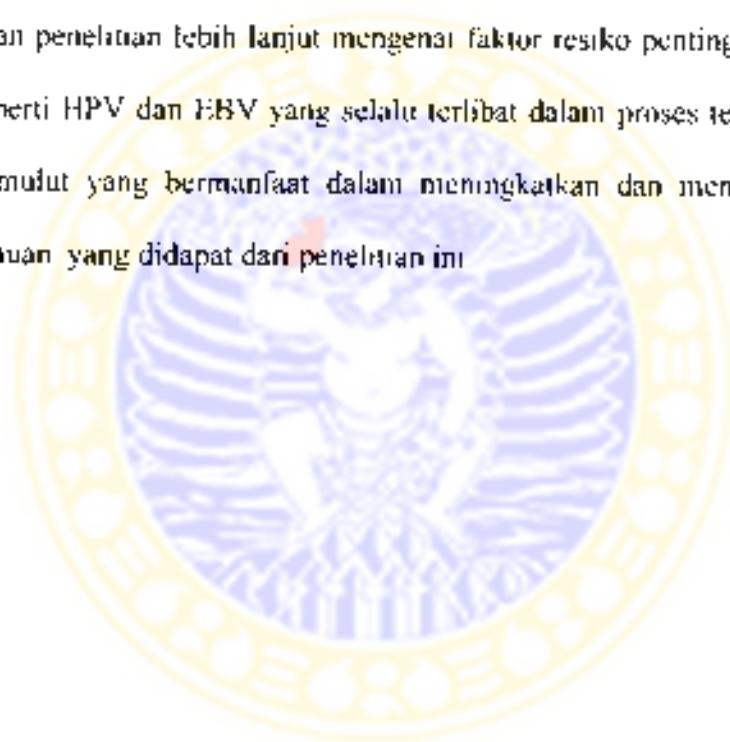 an penelitian lebih lanjut mengenai faktor resiko penting
perti HPV dan EBV yang selalu terlibat dalam proses te
mulut yang bermanfaat dalam meningkatkan dan men
uan yang didapat dari penelitian ini